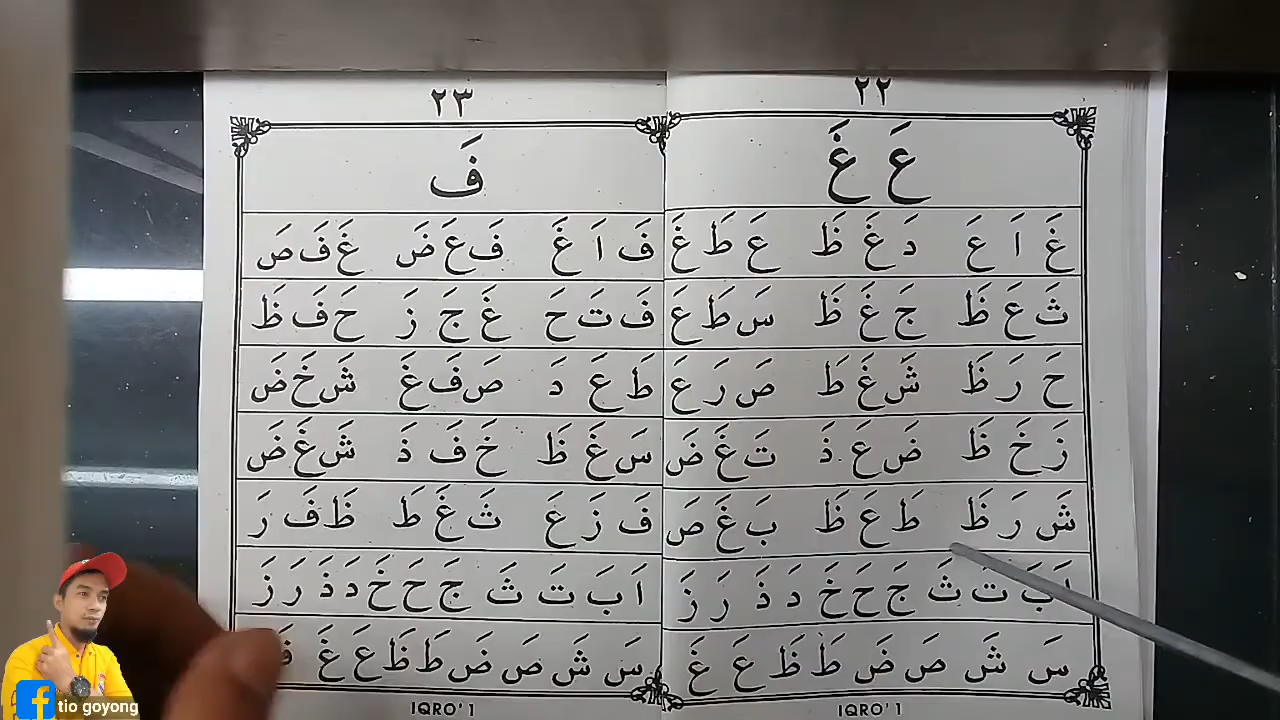 ٢٢
عَ غَ
غَ اَ عَ دَ غَ ظَ عَ طَ غَ
ثَ عَ ظَ جَ غَ ظَ سَ طَ عَ
حَ رَ ظَ شَ غَ طَ صَ رَ عَ
زَ خَ ظَ ضَ عَ ذَ تَ غَ ضَ
شَ رَ ظَ طَ عَ ظَ بَ غَ صَ
اَ بَ تَ ثَ جَ حَ خَ دَ ذَ رَ زَ
سَ شَ صَ ضَ طَ ظَ عَ غَ
IQRO' 1
٢٣
فَ
فَ اَ غَ فَ عَ ضَ غَ فَ صَ
فَ تَ حَ غَ جَ زَ حَ فَ ظَ
طَ عَ دَ صَ فَ غَ شَ خَ ضَ
سَ غَ ظَ خَ فَ ذَ شَ غَ ضَ
فَ زَ عَ ثَ غَ طَ ظَ فَ رَ
اَ بَ تَ ثَ جَ حَ خَ دَ ذَ رَ زَ
سَ شَ صَ ضَ طَ ظَ عَ غَ فَ
IQRO' 1
tio goyong